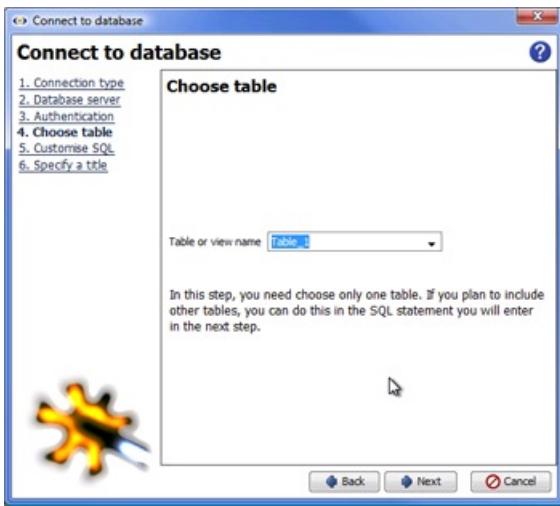 Connect to database
Connect to database
1. Connection type
2. Database server
3. Authentication
4. Choose table
5. Customise SQL
6. Specify a title
Choose table
Table or view name Table_1
In this step, you need choose only one table. If you plan to include
other tables, you can do this in the SQL statement you will enter
in the next step.
Back Next Cancel